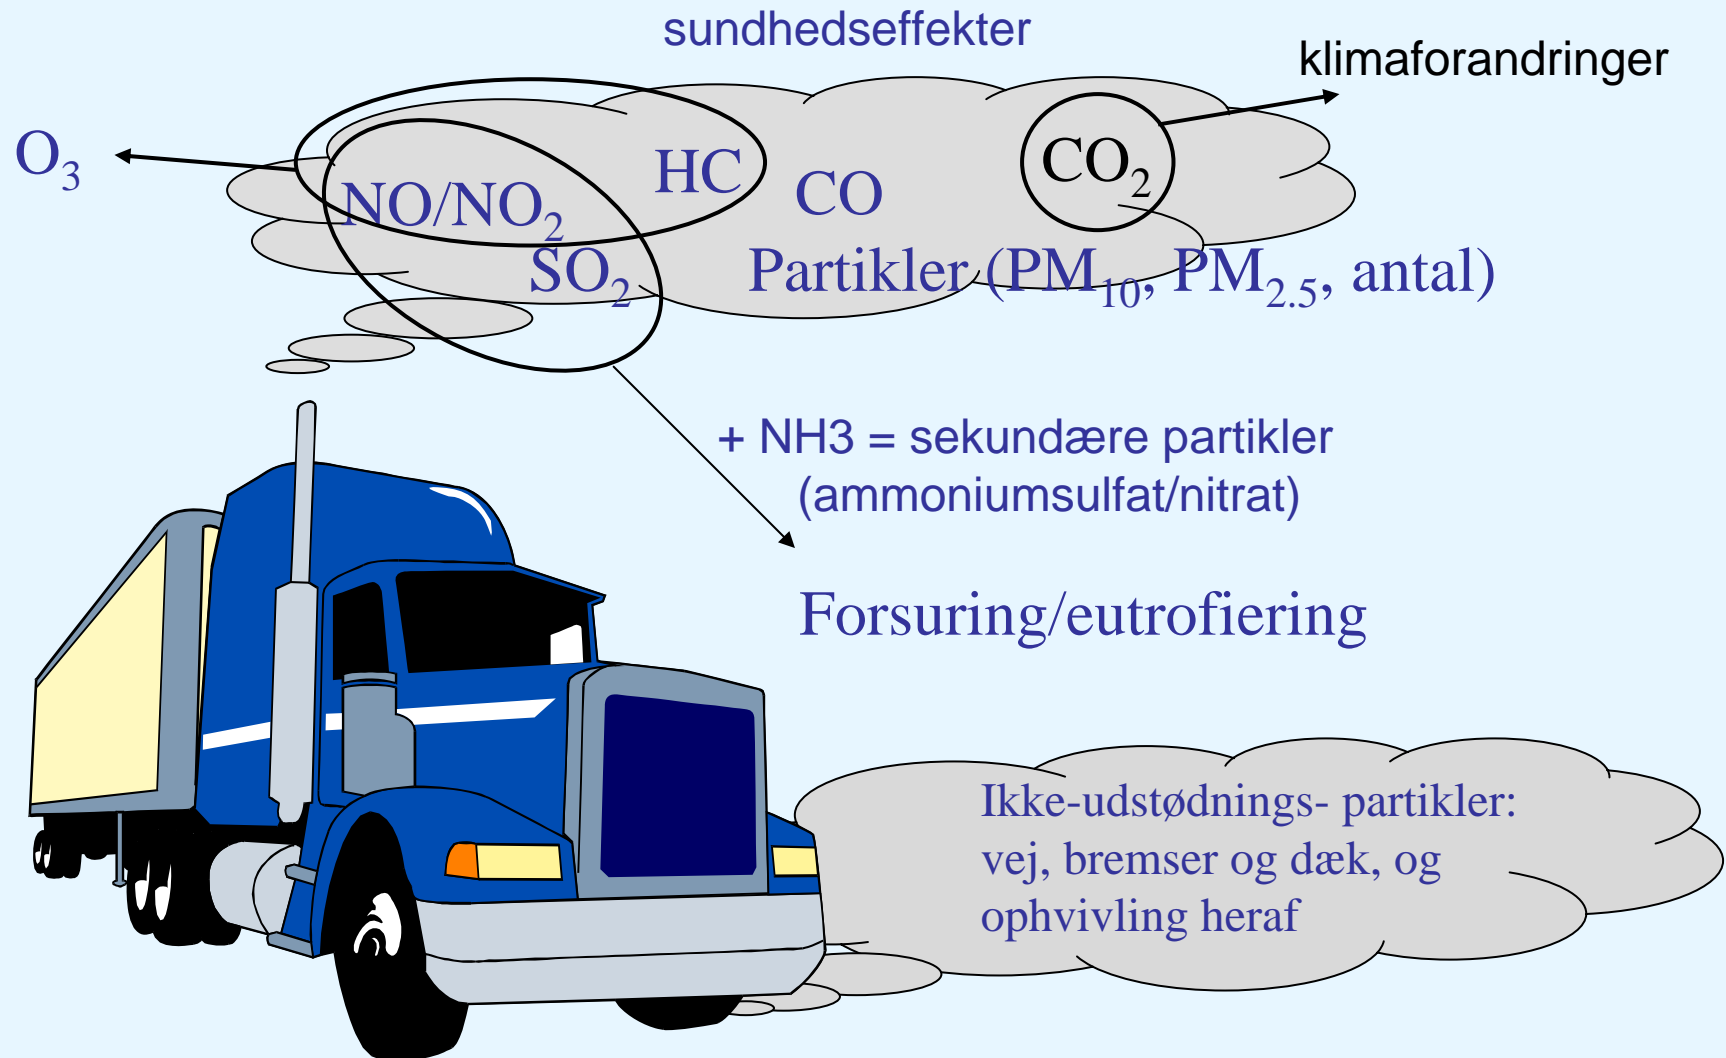 sundhedseffekter
klimaforandringer
O₃
HC
CO
CO₂
NO/NO₂
SO₂
Partikler (PM₁₀, PM₂.₅, antal)
+ NH3 = sekundære partikler
(ammoniumsulfat/nitrat)
Forsuring/eutrofiering
Ikke-udstødnings- partikler:
vej, bremser og dæk, og
ophvivling heraf